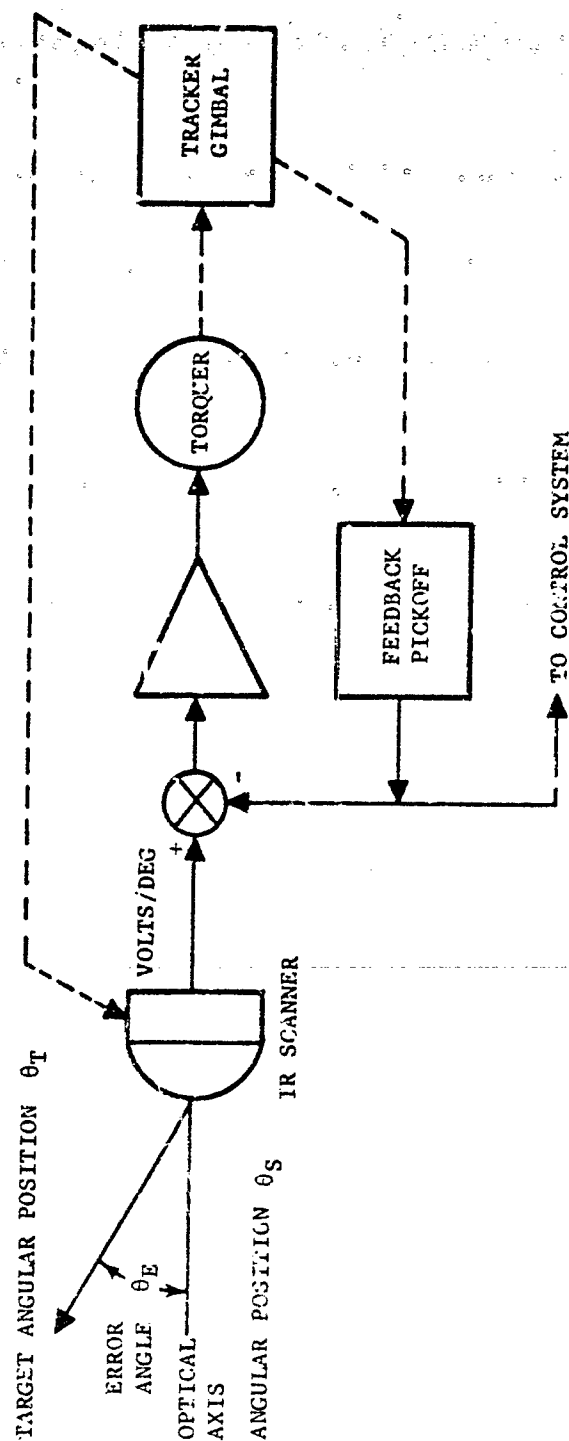 TARGET ANGULAR POSITION θT
ERROR
ANGLE θE
OPTICAL
AXIS
ANGULAR POSITION θS
IR SCANNER
VOLTS/DEG
+
-
TORQUER
TRACKER
GIMBAL
FEEDBACK
PICKOFF
TO CONTROL SYSTEM